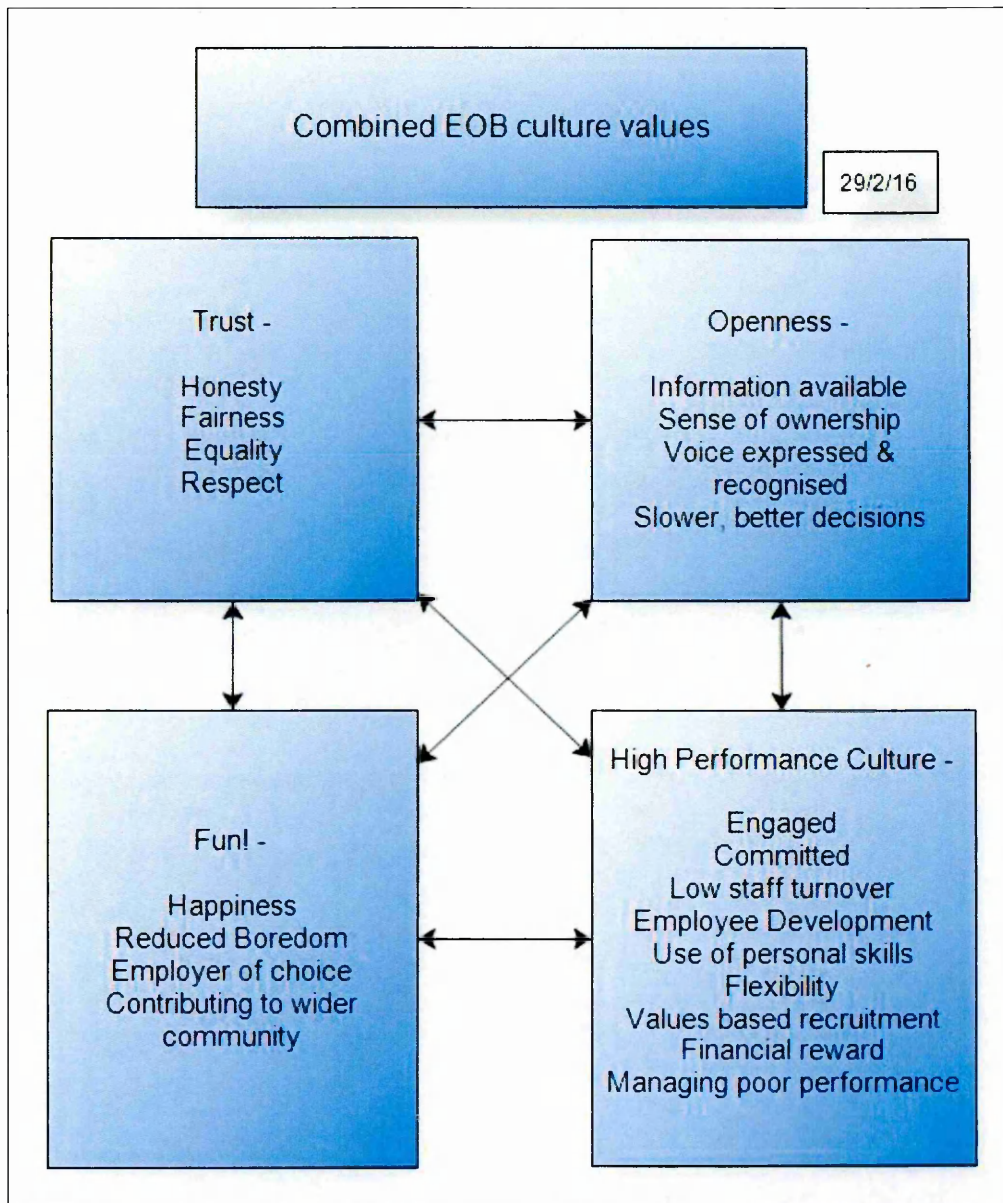 Combined EOB culture values
29/2/16
Trust -
Honesty
Fairness
Equality
Respect
Openness -
Information available
Sense of ownership
Voice expressed &
recognised
Slower, better decisions
Fun! -
Happiness
Reduced Boredom
Employer of choice
Contributing to wider
community
High Performance Culture -
Engaged
Committed
Low staff turnover
Employee Development
Use of personal skills
Flexibility
Values based recruitment
Financial reward
Managing poor performance